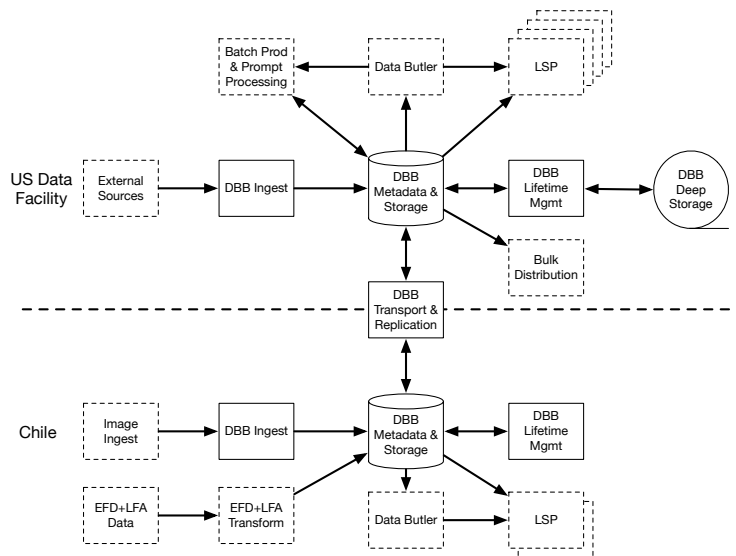 Batch Prod
& Prompt
Processing
Data Butler
LSP
US Data
Facility
External
Sources
DBB Ingest
DBB
Metadata &
Storage
DBB
Lifetime
Mgmt
DBB
Deep
Storage
Bulk
Distribution
DBB
Transport &
Replication
Chile
Image
Ingest
DBB Ingest
DBB
Metadata &
Storage
DBB
Lifetime
Mgmt
EFD+LFA
Data
EFD+LFA
Transform
Data Butler
LSP